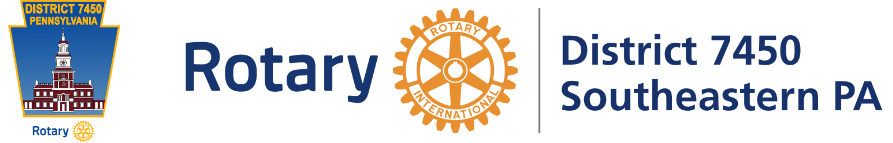 DISTRICT 7450
PENNSYLVANIA
Rotary
Rotary
ROTARY
INTERNATIONAL
District 7450
Southeastern PA